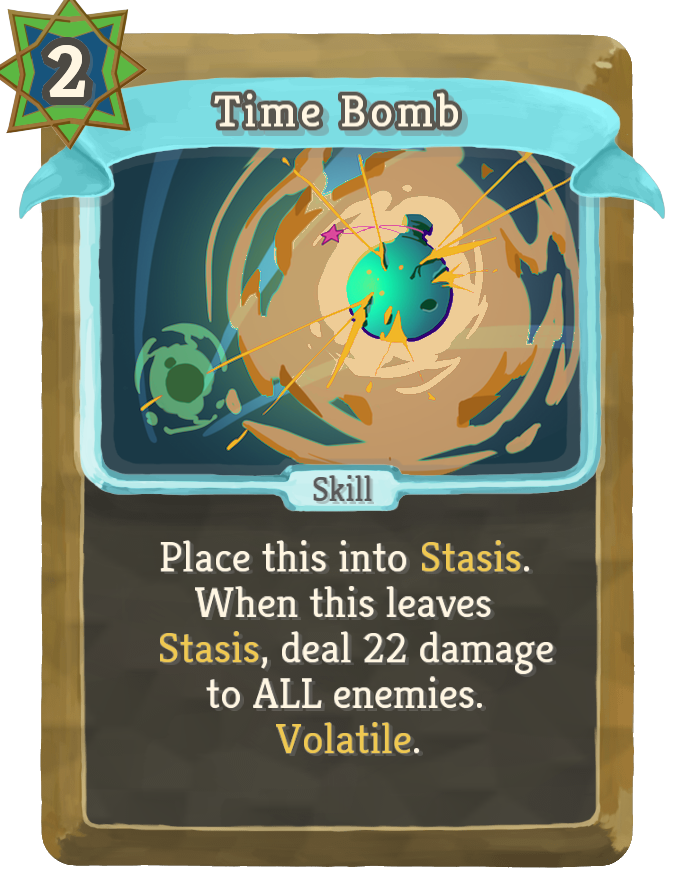 2
Time Bomb
Skill
Place this into Stasis.
When this leaves
Stasis, deal 22 damage
to ALL enemies.
Volatile.